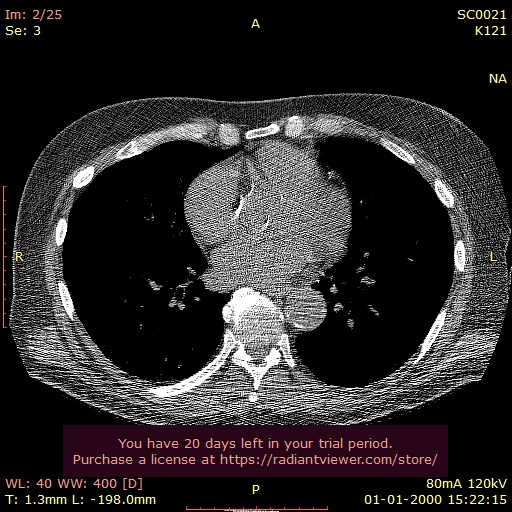 Im: 2/25
Se: 3
A
SC0021
K121
NA
R
L
You have 20 days left in your trial period.
Purchase a license at https://radiantviewer.com/store/
WL: 40 WW: 400 [D]
T: 1.3mm L: -198.0mm
P
80mA 120kV
01-01-2000 15:22:15